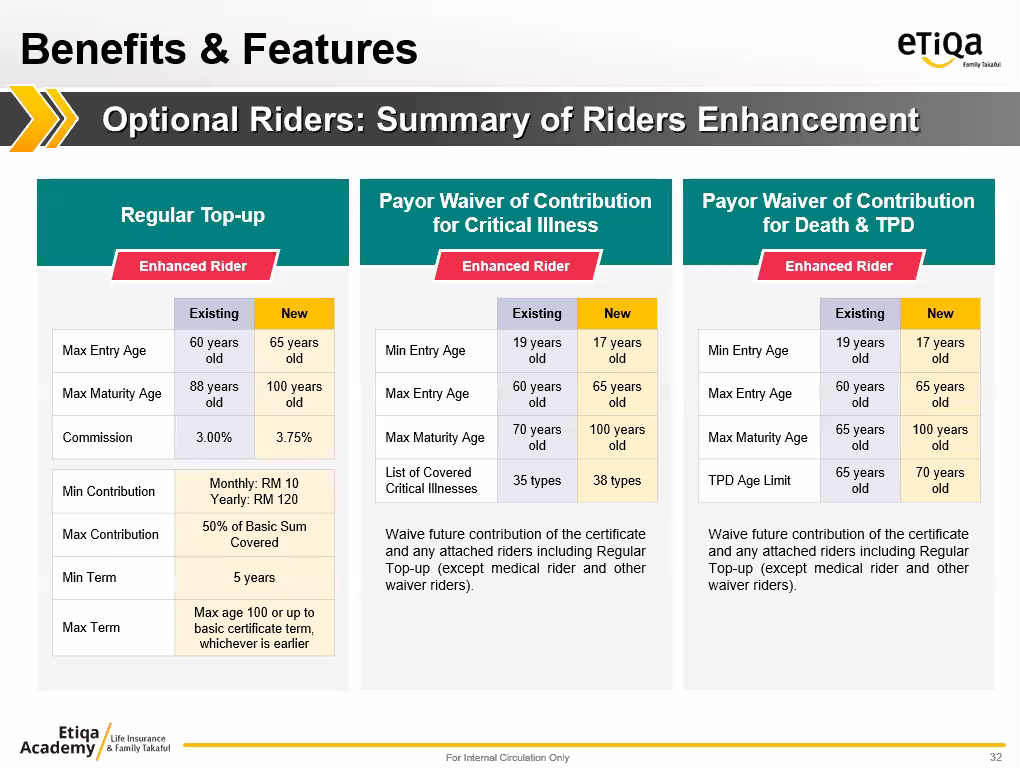 Benefits & Features
eTiQa
Family Takaful
Optional Riders: Summary of Riders Enhancement
Regular Top-up
Enhanced Rider
Existing New
Max Entry Age 60 years old 65 years old
Max Maturity Age 88 years old 100 years old
Commission 3.00% 3.75%
Min Contribution Monthly: RM 10
Yearly: RM 120
Max Contribution 50% of Basic Sum
Covered
Min Term 5 years
Max Term Max age 100 or up to
basic certificate term,
whichever is earlier
Payor Waiver of Contribution
for Critical Illness
Enhanced Rider
Existing New
Min Entry Age 19 years old 17 years old
Max Entry Age 60 years old 65 years old
Max Maturity Age 70 years old 100 years old
List of Covered Critical Illnesses 35 types 38 types
Waive future contribution of the certificate
and any attached riders including Regular
Top-up (except medical rider and other
waiver riders).
Payor Waiver of Contribution
for Death & TPD
Enhanced Rider
Existing New
Min Entry Age 19 years old 17 years old
Max Entry Age 60 years old 65 years old
Max Maturity Age 65 years old 100 years old
TPD Age Limit 65 years old 70 years old
Waive future contribution of the certificate
and any attached riders including Regular
Top-up (except medical rider and other
waiver riders).
Etiqa
Academy
Life Insurance
& Family Takaful
For Internal Circulation Only
32